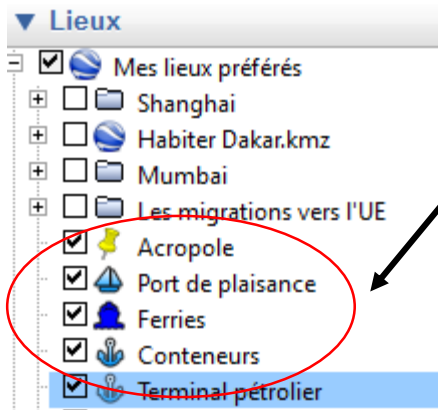 Lieux
Mes lieux préférés
Shanghai
Habiter Dakar.kmz
Mumbai
Les migrations vers l'UE
Acropole
Port de plaisance
Ferries
Conteneurs
Terminal pétrolier